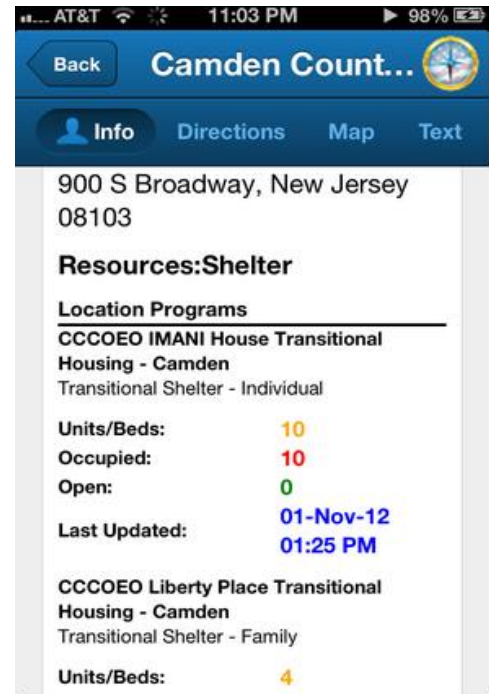 AT&T 11:03 PM 98%
Back Camden Count...
Info Directions Map Text
900 S Broadway, New Jersey
08103
Resources:Shelter
Location Programs
CCCOEO IMANI House Transitional
Housing - Camden
Transitional Shelter - Individual
Units/Beds: 10
Occupied: 10
Open: 0
Last Updated: 01-Nov-12
01:25 PM
CCCOEO Liberty Place Transitional
Housing - Camden
Transitional Shelter - Family
Units/Beds: 4